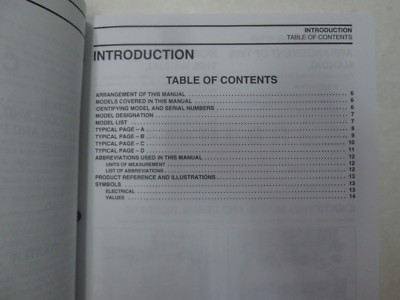 INTRODUCTION
TABLE OF CONTENTS
INTRODUCTION
TABLE OF CONTENTS
ARRANGEMENT OF THIS MANUAL 6
MODELS COVERED IN THIS MANUAL 6
IDENTIFYING MODEL AND SERIAL NUMBERS 6
MODEL DESIGNATION 7
MODEL LIST 7
TYPICAL PAGE – A 8
TYPICAL PAGE – B 9
TYPICAL PAGE – C 10
TYPICAL PAGE – D 11
ABBREVIATIONS USED IN THIS MANUAL 12
UNITS OF MEASUREMENT 12
LIST OF ABBREVIATIONS 12
PRODUCT REFERENCE AND ILLUSTRATIONS 13
SYMBOLS 13
ELECTRICAL 13
VALUES 14